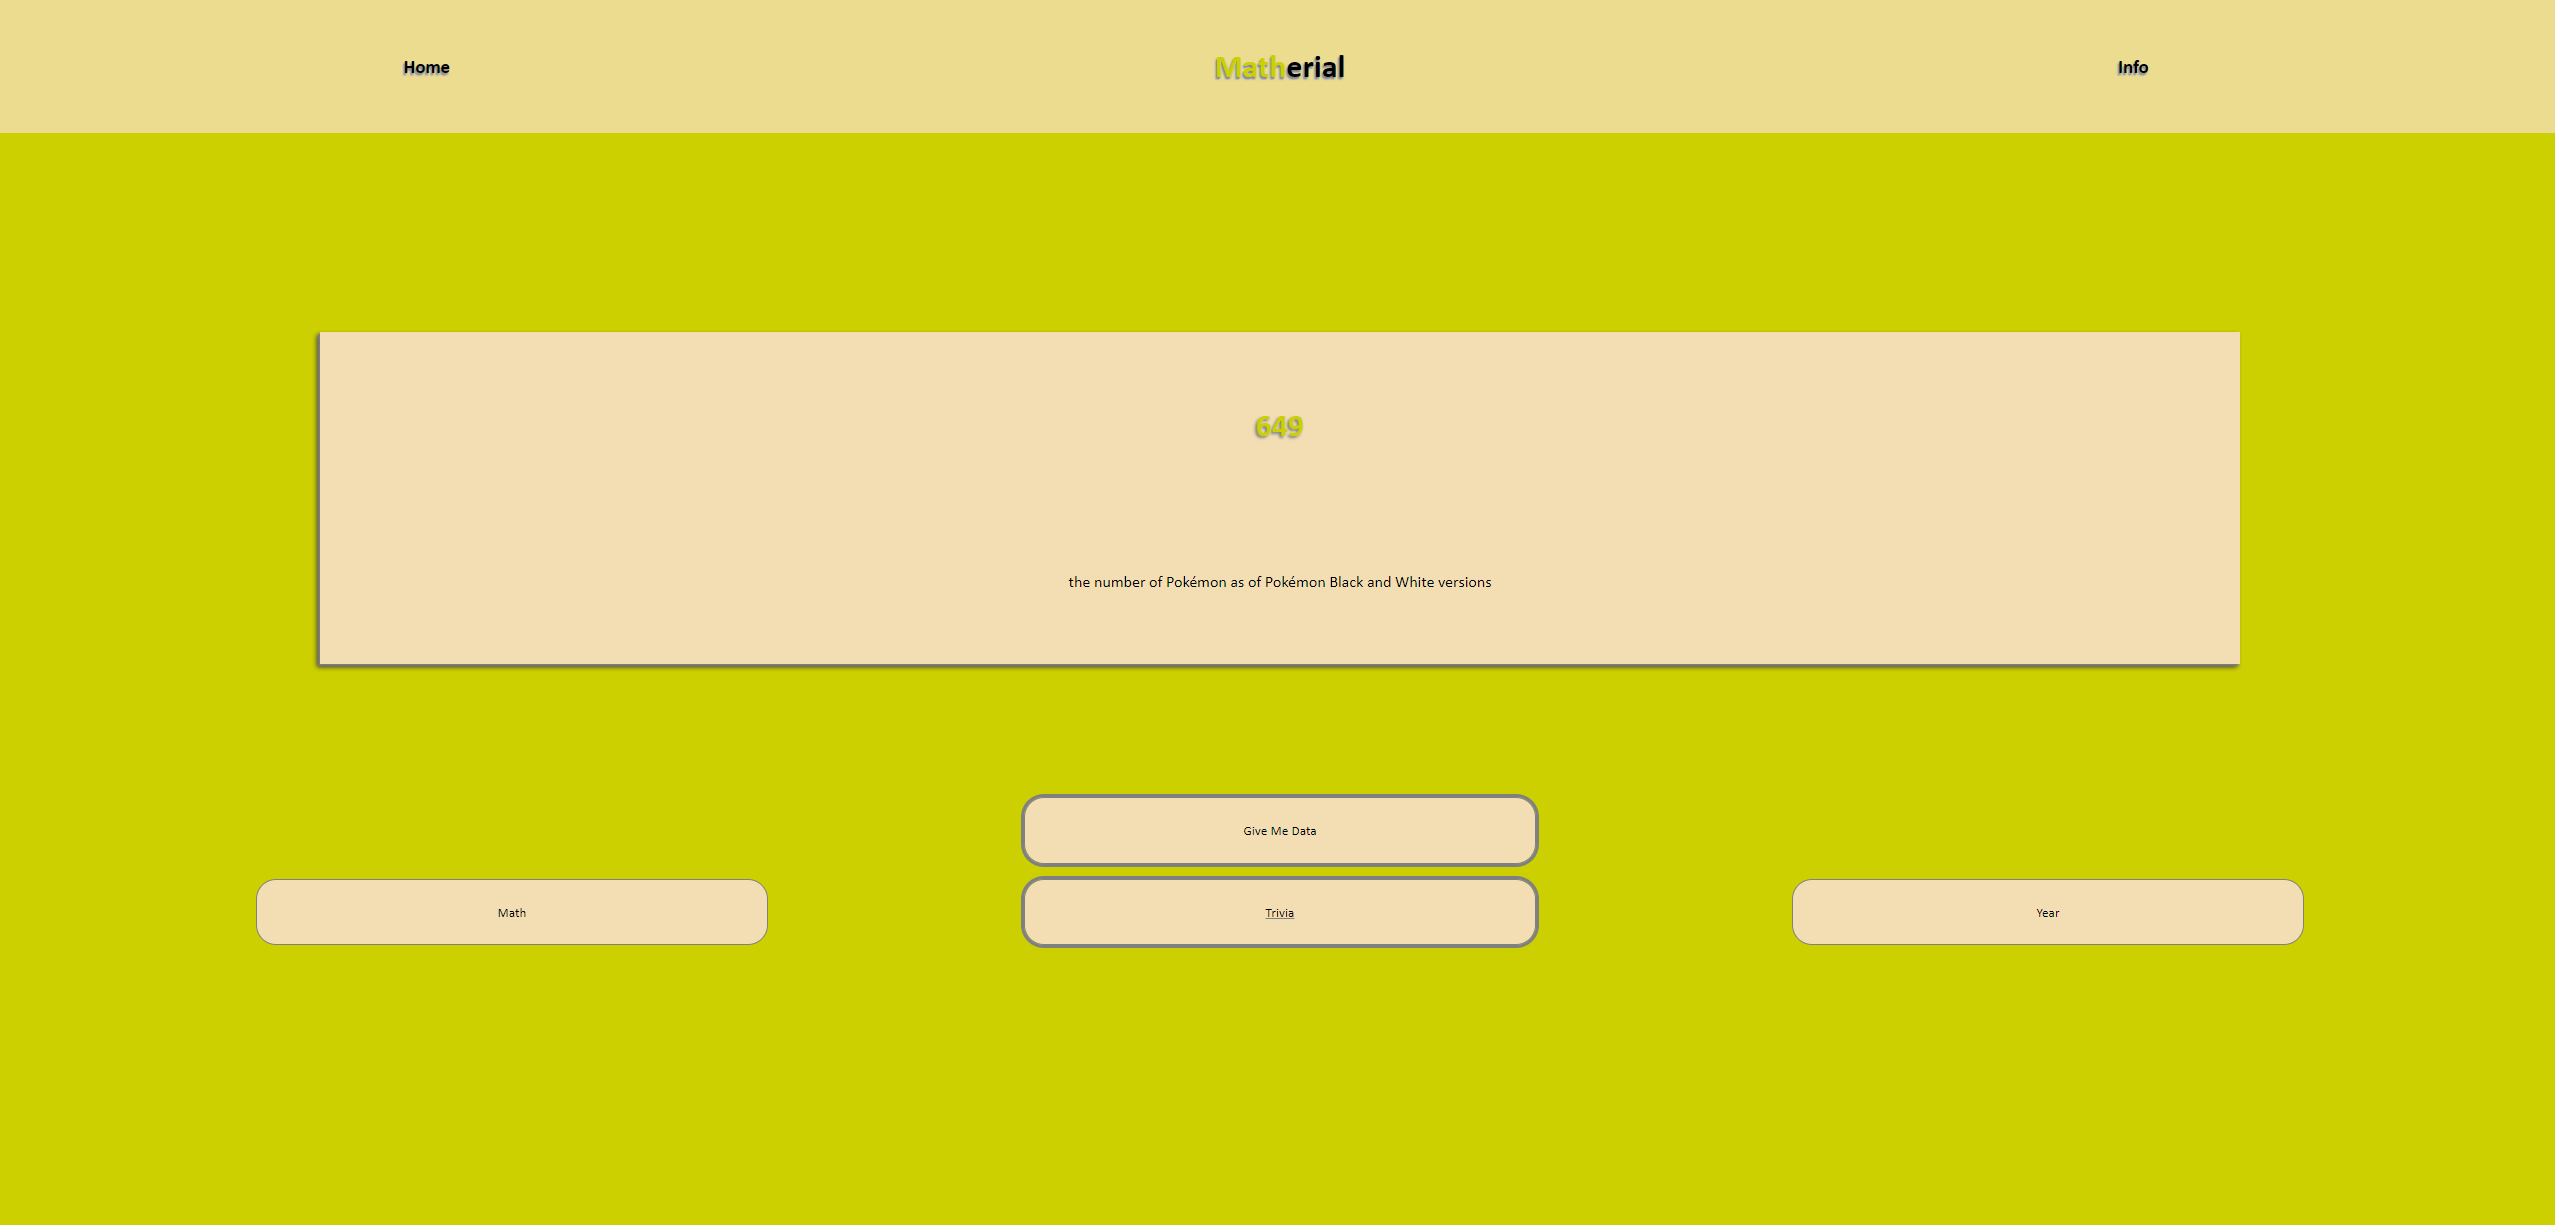 Home
Matherial
Info
649
the number of Pokémon as of Pokémon Black and White versions
Give Me Data
Math
Trivia
Year